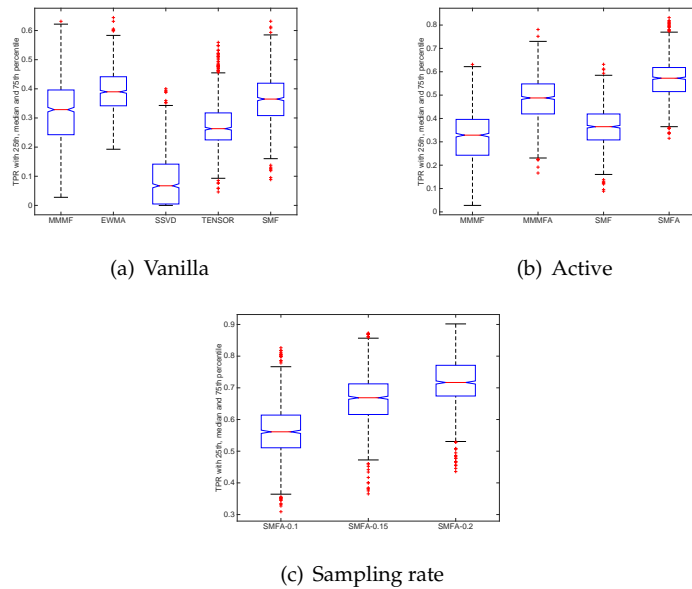 TPR with 25th, median and 75th percentile
0.6
0.5
0.4
0.3
0.2
0.1
0
MMMF EWMA SSVD TENSOR SMF
(a) Vanilla
TPR with 25th, median and 75th percentile
0.8
0.7
0.6
0.5
0.4
0.3
0.2
0.1
0
MMMF MMMFA SMF SMFA
(b) Active
TPR with 25th, median and 75th percentile
0.9
0.8
0.7
0.6
0.5
0.4
0.3
SMFA-0.1 SMFA-0.15 SMFA-0.2
(c) Sampling rate